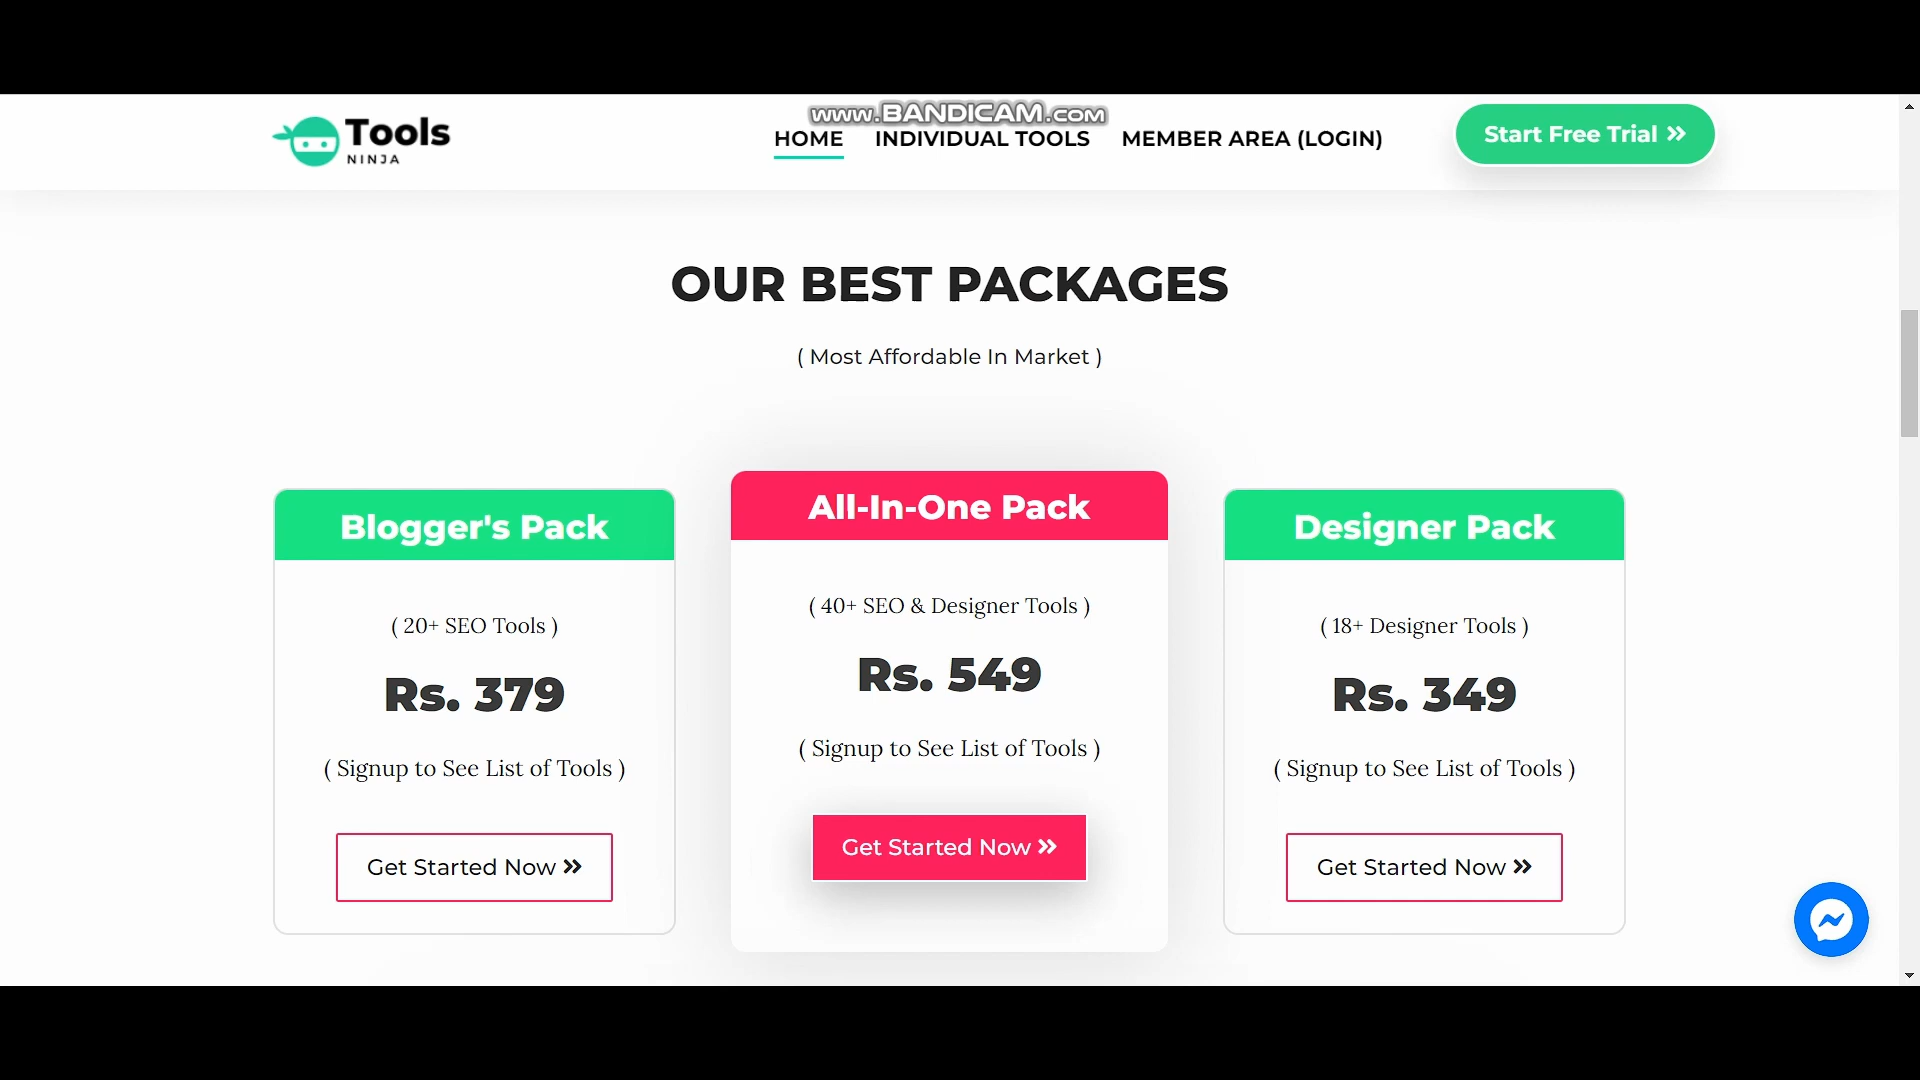 www.BANDICAM.com
Tools
NINJA
HOME INDIVIDUAL TOOLS MEMBER AREA (LOGIN)
Start Free Trial »
OUR BEST PACKAGES
( Most Affordable In Market )
Blogger's Pack
( 20+ SEO Tools )
Rs. 379
( Signup to See List of Tools )
Get Started Now »
All-In-One Pack
( 40+ SEO & Designer Tools )
Rs. 549
( Signup to See List of Tools )
Get Started Now »
Designer Pack
( 18+ Designer Tools )
Rs. 349
( Signup to See List of Tools )
Get Started Now »